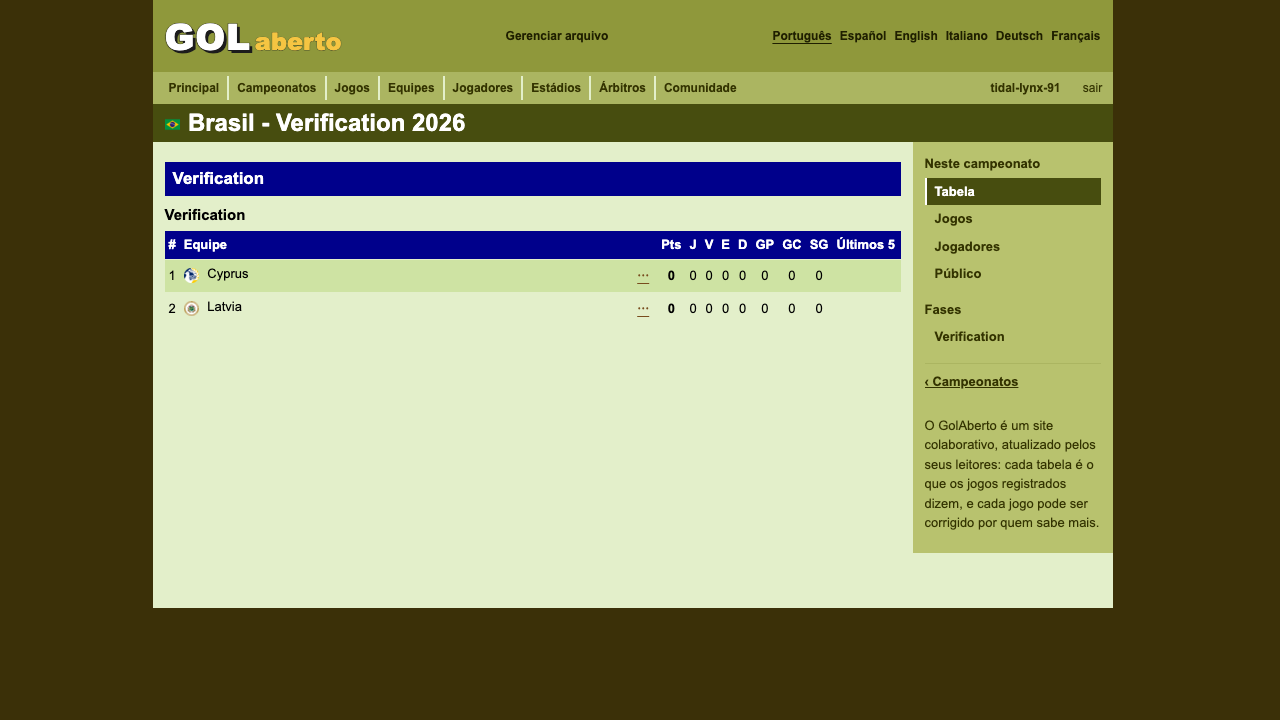 GOL aberto
Gerenciar arquivo
Português Español English Italiano Deutsch Français
Principal Campeonatos Jogos Equipes Jogadores Estádios Árbitros Comunidade
tidal-lynx-91 sair
Brasil - Verification 2026
Verification
Verification
# Equipe Pts J V E D GP GC SG Últimos 5
1 Cyprus ... 0 0 0 0 0 0 0 0
2 Latvia ... 0 0 0 0 0 0 0 0
Neste campeonato
Tabela
Jogos
Jogadores
Público
Fases
Verification
‹ Campeonatos
O GolAberto é um site
colaborativo, atualizado pelos
seus leitores: cada tabela é o
que os jogos registrados
dizem, e cada jogo pode ser
corrigido por quem sabe mais.